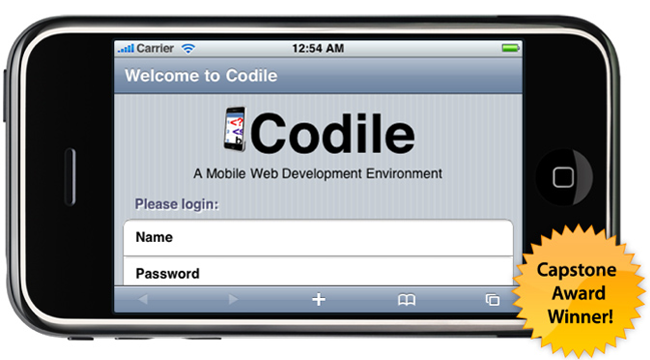 Carrier 12:54 AM
Welcome to Codile
Codile
A Mobile Web Development Environment
Please login:
Name
Password
Capstone
Award
Winner!